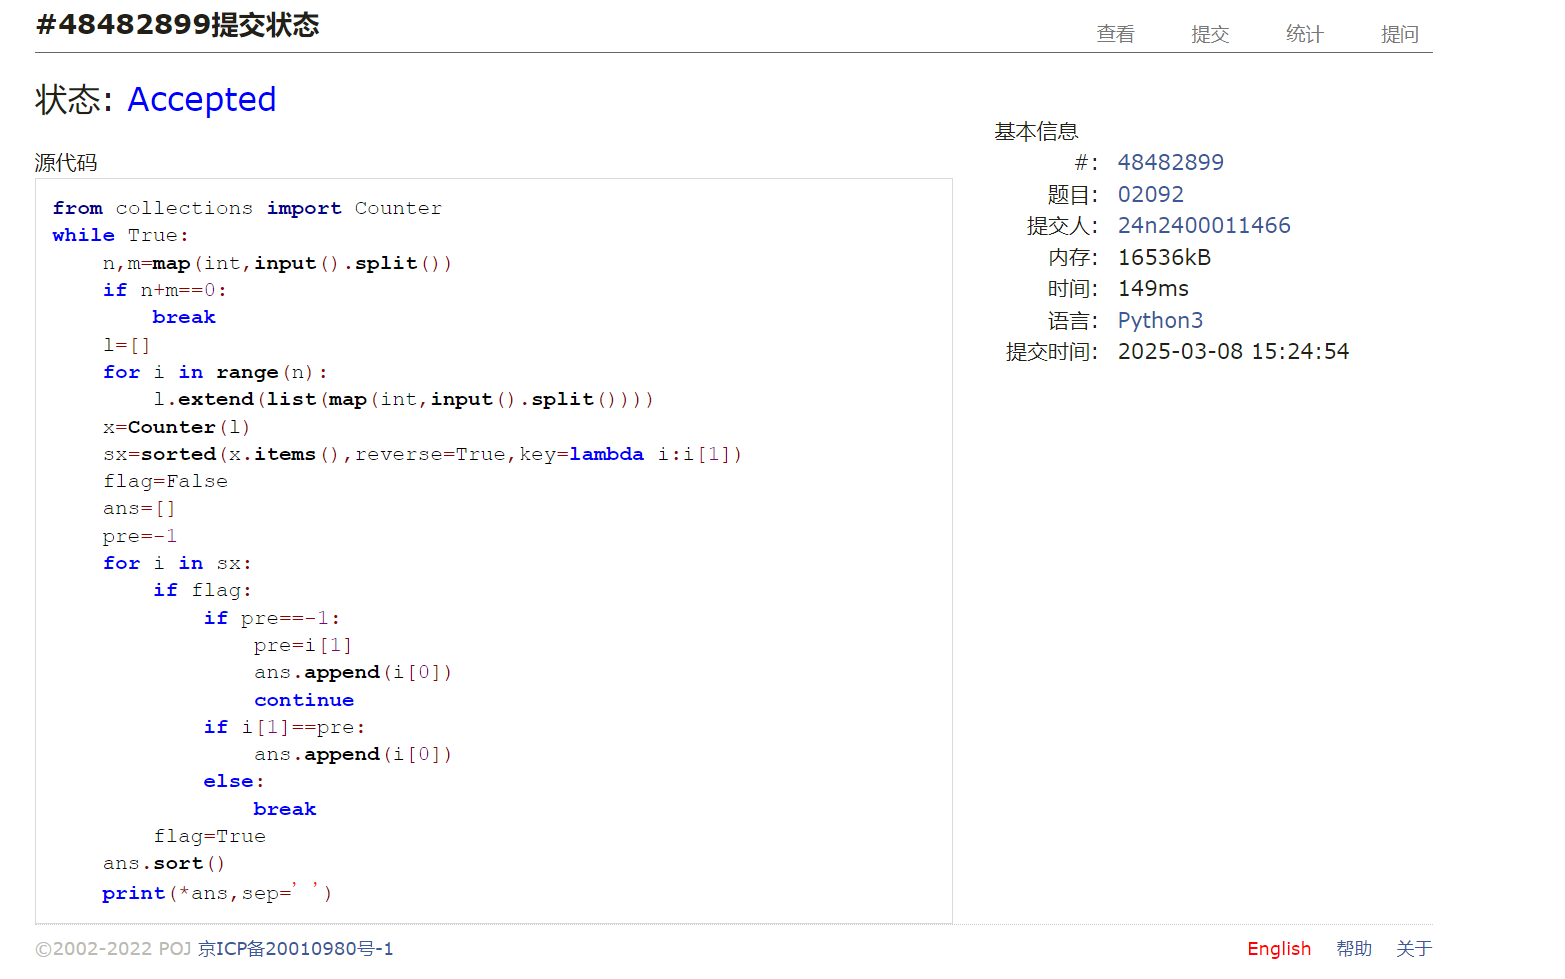 #48482899提交状态
查看 提交 统计 提问
状态: Accepted
源代码
from collections import Counter
while True:
    n,m=map(int,input().split())
    if n+m==0:
        break
    l=[]
    for i in range(n):
        l.extend(list(map(int,input().split())))
    x=Counter(l)
    sx=sorted(x.items(),reverse=True,key=lambda i:i[1])
    flag=False
    ans=[]
    pre=-1
    for i in sx:
        if flag:
            if pre==-1:
                pre=i[1]
                ans.append(i[0])
                continue
            if i[1]==pre:
                ans.append(i[0])
            else:
                break
        flag=True
    ans.sort()
    print(*ans,sep=' ')
基本信息
#: 48482899
题目: 02092
提交人: 24n2400011466
内存: 16536kB
时间: 149ms
语言: Python3
提交时间: 2025-03-08 15:24:54
©2002-2022 POJ 京ICP备20010980号-1
English 帮助 关于